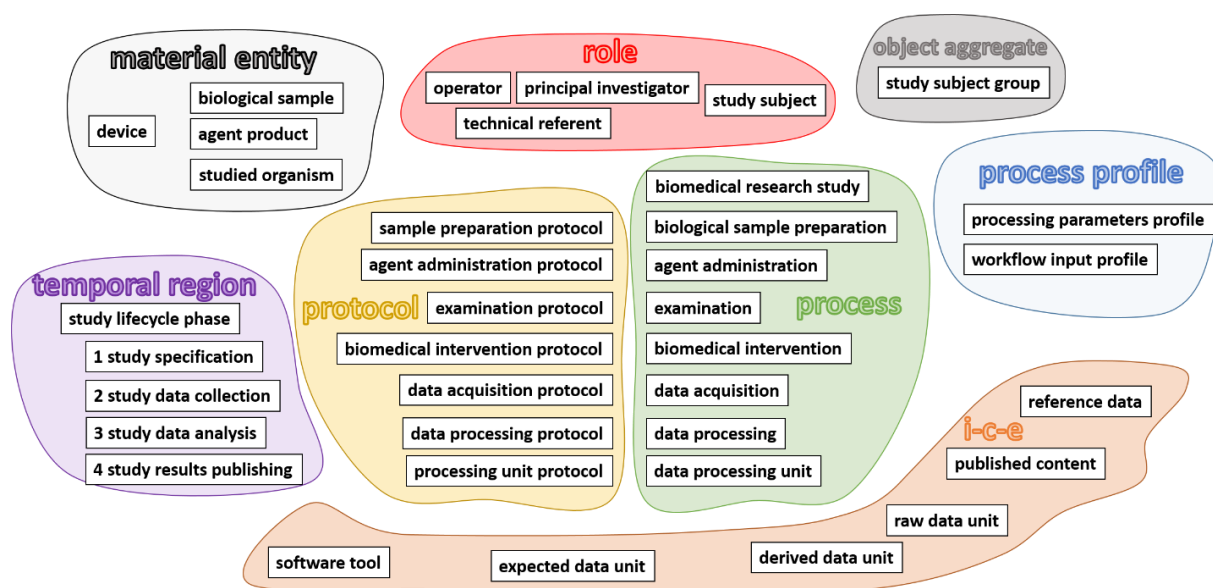 material entity
biological sample
device
agent product
studied organism
role
operator
principal investigator
study subject
technical referent
object aggregate
study subject group
process profile
processing parameters profile
workflow input profile
temporal region
study lifecycle phase
1 study specification
2 study data collection
3 study data analysis
4 study results publishing
protocol
sample preparation protocol
agent administration protocol
examination protocol
biomedical intervention protocol
data acquisition protocol
data processing protocol
processing unit protocol
process
biomedical research study
biological sample preparation
agent administration
examination
biomedical intervention
data acquisition
data processing
data processing unit
i-c-e
reference data
published content
raw data unit
derived data unit
expected data unit
software tool